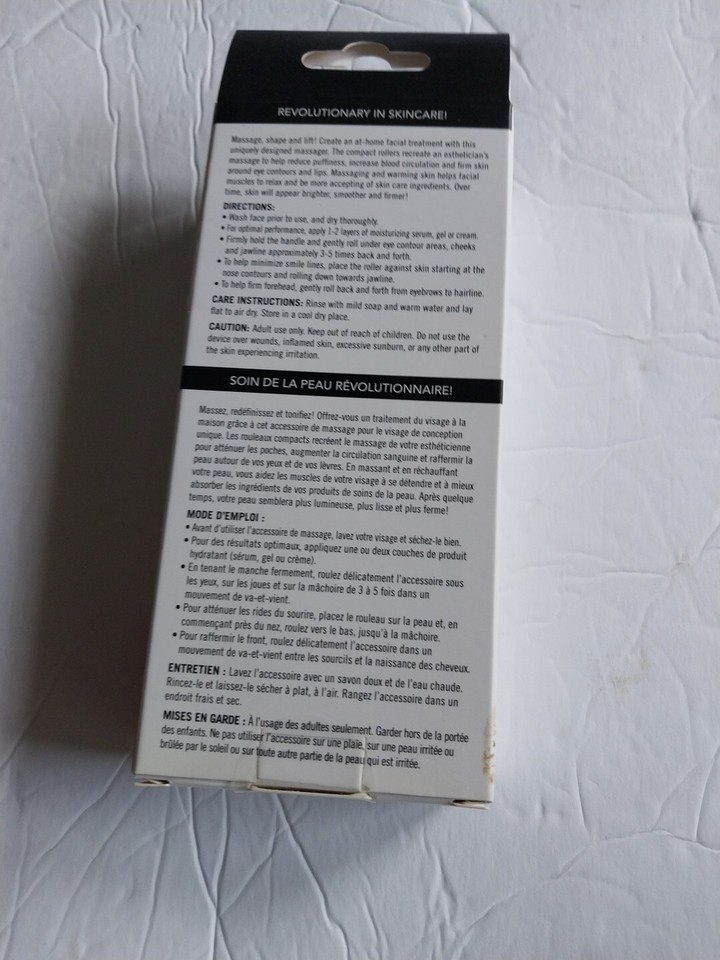 REVOLUTIONARY IN SKINCARE!
Massage, shape and lift! Create an at-home facial treatment with this
uniquely designed massager. The compact rollers recreate an esthetician's
massage to help reduce puffiness, increase blood circulation and firm skin
around eye contours and lips. Massaging and warming skin helps facial
muscles to relax and be more accepting of skin care ingredients. Over
time, skin will appear brighter, smoother and firmer!
DIRECTIONS:
• Wash face prior to use, and dry thoroughly.
• For optimal performance, apply 1-2 layers of moisturizing serum, gel or cream.
• Firmly hold the handle and gently roll under eye contour areas, cheeks
and jawline approximately 3-5 times back and forth.
• To help minimize smile lines, place the roller against skin starting at the
nose contours and rolling down towards jawline.
• To help firm forehead, gently roll back and forth from eyebrows to hairline.
CARE INSTRUCTIONS: Rinse with mild soap and warm water and lay
flat to air dry. Store in a cool dry place.
CAUTION: Adult use only. Keep out of reach of children. Do not use the
device over wounds, inflamed skin, excessive sunburn, or any other part of
the skin experiencing irritation.
SOIN DE LA PEAU RÉVOLUTIONNAIRE!
Massez, redéfinissez et tonifiez! Offrez-vous un traitement du visage à la
maison grâce à cet accessoire de massage pour le visage de conception
unique. Les rouleaux compacts recréent le massage de votre esthéticienne
pour atténuer les poches, augmenter la circulation sanguine et raffermir la
peau autour de vos yeux et de vos lèvres. En massant et en réchauffant
votre peau, vous aidez les muscles de votre visage à se détendre et à mieux
absorber les ingrédients de vos produits de soins de la peau. Après quelque
temps, votre peau semblera plus lumineuse, plus lisse et plus ferme!
MODE D'EMPLOI :
• Avant d'utiliser l'accessoire de massage, lavez votre visage et séchez-le bien.
• Pour des résultats optimaux, appliquez une ou deux couches de produit
hydratant (sérum, gel ou crème).
• En tenant le manche fermement, roulez délicatement l'accessoire sous
les yeux, sur les joues et sur la mâchoire de 3 à 5 fois dans un
mouvement de va-et-vient.
• Pour atténuer les rides du sourire, placez le rouleau sur la peau et, en
commençant près du nez, roulez vers le bas, jusqu'à la mâchoire.
• Pour raffermir le front, roulez délicatement l'accessoire dans un
mouvement de va-et-vient entre les sourcils et la naissance des cheveux.
ENTRETIEN : Lavez l'accessoire avec un savon doux et de l'eau chaude.
Rincez-le et laissez-le sécher à plat, à l'air. Rangez l'accessoire dans un
endroit frais et sec.
MISES EN GARDE : À l'usage des adultes seulement. Garder hors de la portée
des enfants. Ne pas utiliser l'accessoire sur une plaie, sur une peau irritée ou
brûlée par le soleil ou sur toute autre partie de la peau qui est irritée.